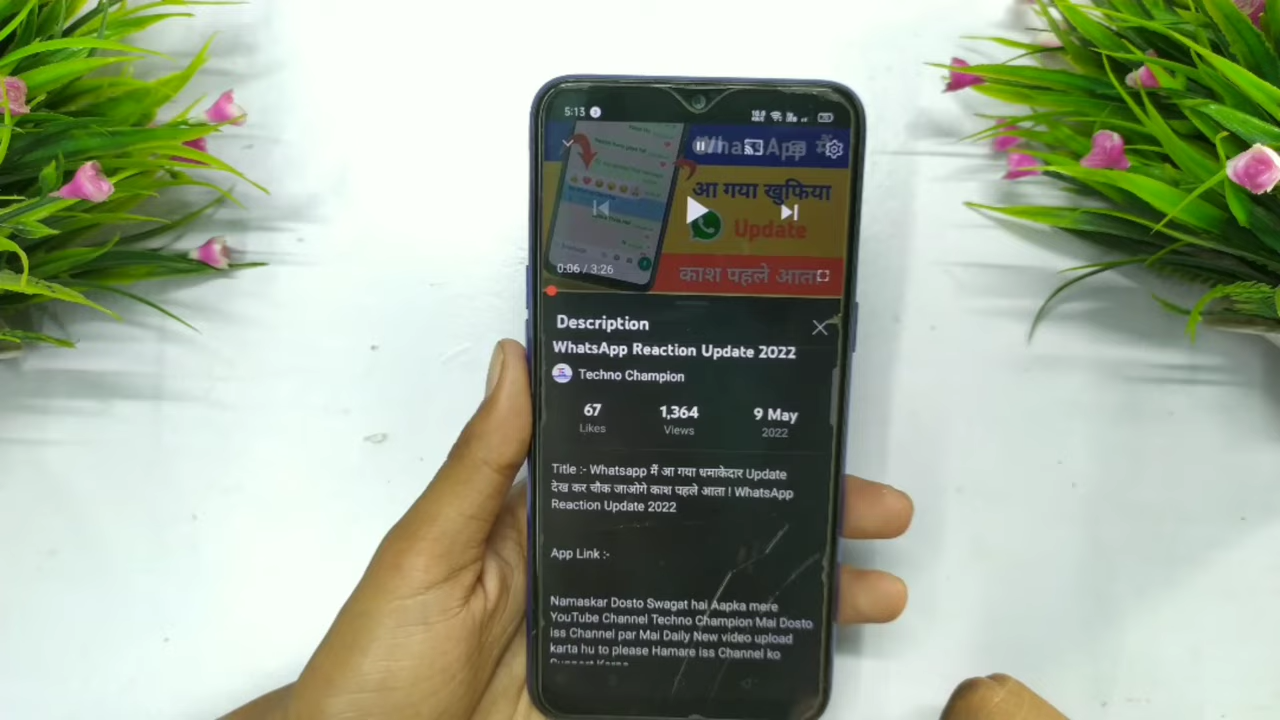 5:13
WhatsApp में
आ गया खुफिया
Update
काश पहले आता
0:06 / 3:26
Description
WhatsApp Reaction Update 2022
Techno Champion
67 1,364 9 May
Likes Views 2022
Title :- Whatsapp मैं आ गया धमाकेदार Update
देख कर चौक जाओगे काश पहले आता ! WhatsApp
Reaction Update 2022
App Link :-
Namaskar Dosto Swagat hai Aapka mere
YouTube Channel Techno Champion Mai Dosto
iss Channel par Mai Daily New video upload
karta hu to please Hamare iss Channel ko
Support Karna